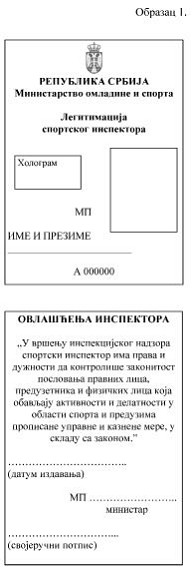 Образац 1.
РЕПУБЛИКА СРБИЈА
Министарство омладине и спорта
Легитимација
спортског инспектора
Холограм
МП
ИМЕ И ПРЕЗИМЕ
А 000000
ОВЛАШЋЕЊА ИНСПЕКТОРА
„У вршењу инспекцијског надзора
спортски инспектор има права и
дужности да контролише законитост
пословања правних лица,
предузетника и физичких лица која
обављају активности и делатности у
области спорта и предузима
прописане управне и казнене мере, у
складу са законом.”
…………………………..
(датум издавања)
МП ……………………..
министар
……………………………...
(својеручни потпис)